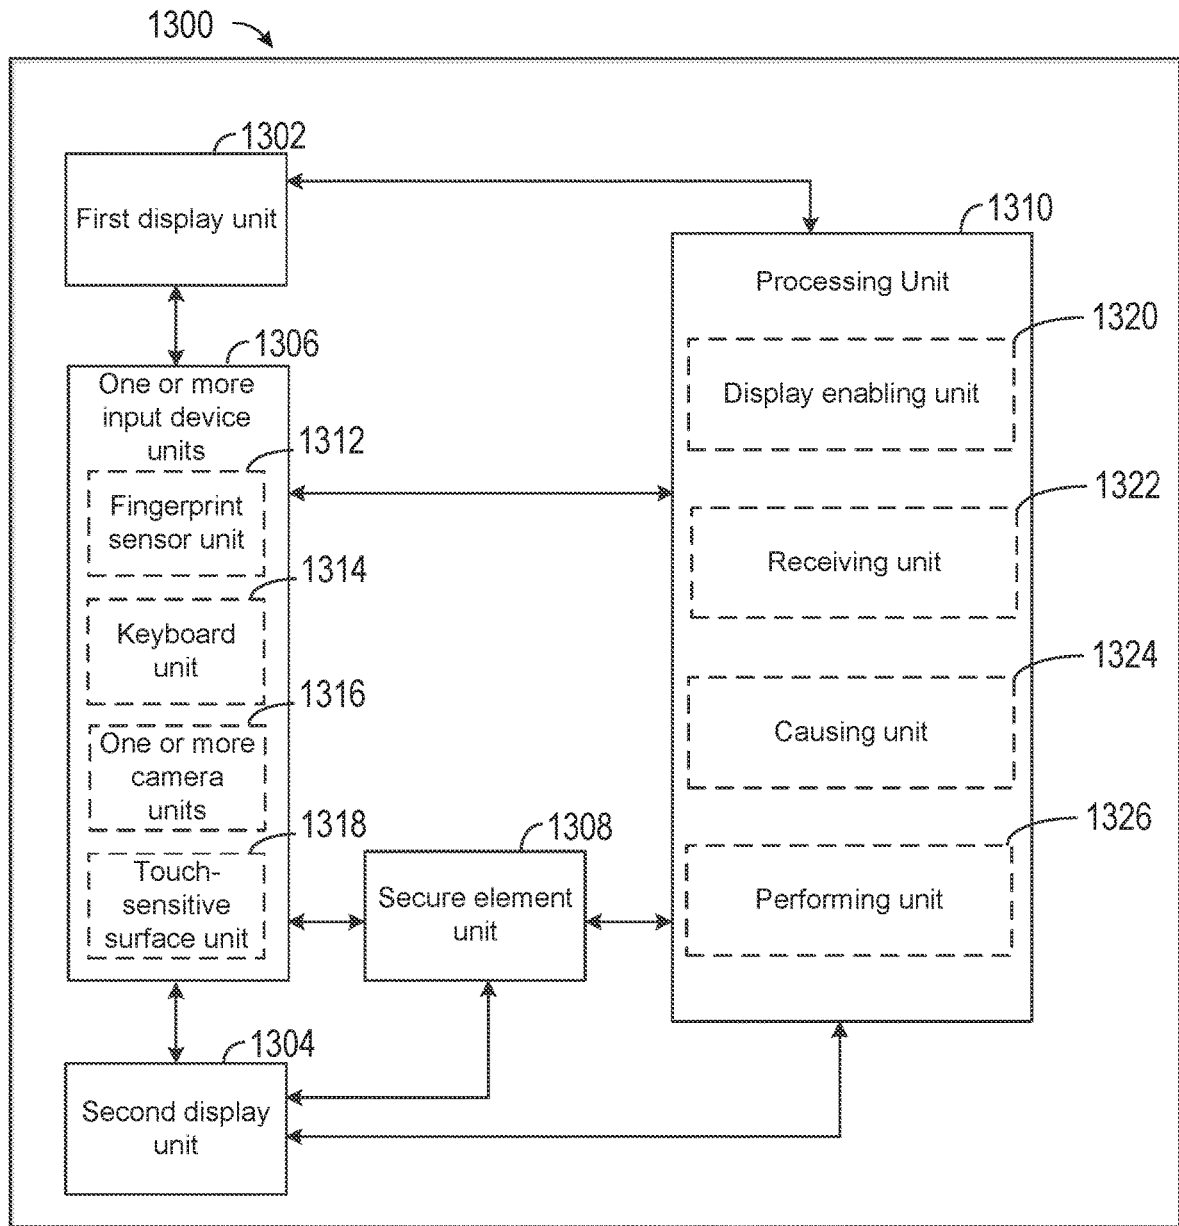 1300
1302
First display unit
1310
Processing Unit
1306
One or more
input device
units
1320
Display enabling unit
1312
Fingerprint
sensor unit
1322
Receiving unit
1314
Keyboard
unit
1324
Causing unit
1316
One or more
camera
units
1326
Performing unit
1318
Touch-
sensitive
surface unit
1308
Secure element
unit
1304
Second display
unit